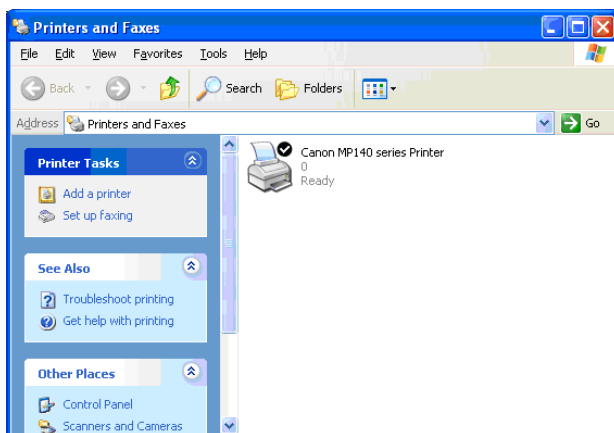 Printers and Faxes
File Edit View Favorites Tools Help
Back Search Folders
Address Printers and Faxes Go
Printer Tasks
Add a printer
Set up faxing
See Also
Troubleshoot printing
Get help with printing
Other Places
Control Panel
Scanners and Cameras
Canon MP140 series Printer
0
Ready